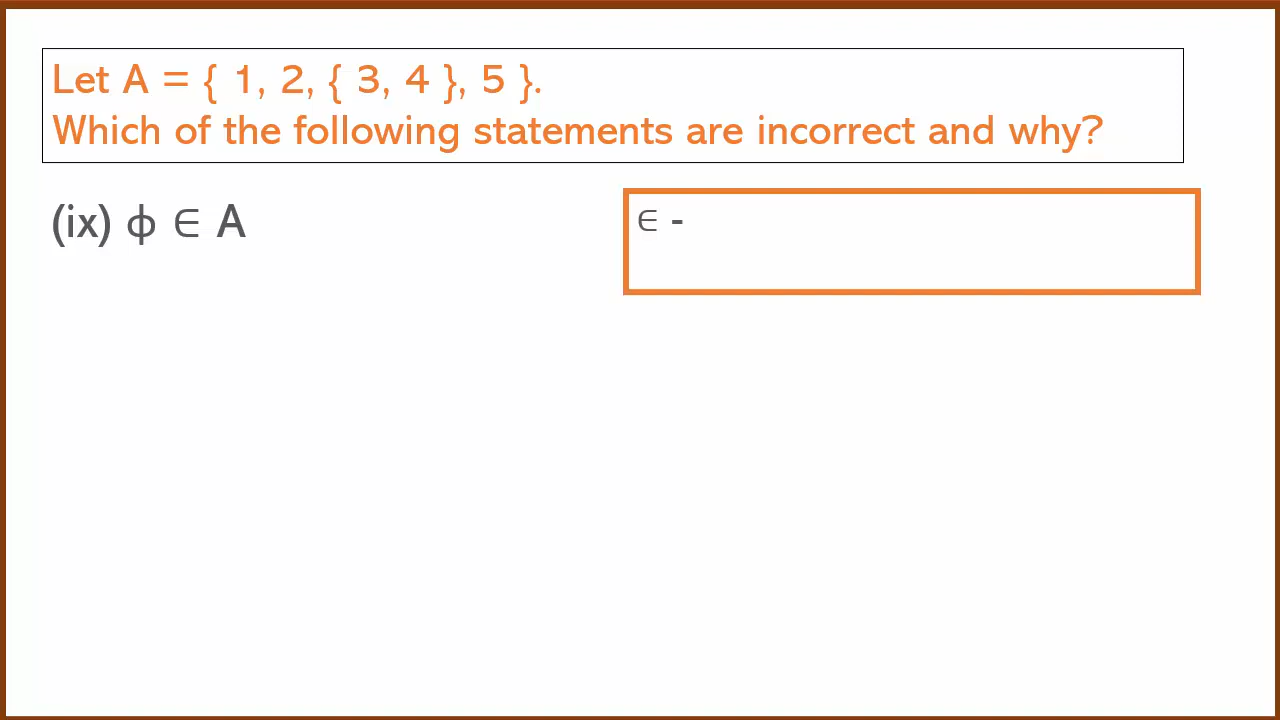 Let A = { 1, 2, { 3, 4 }, 5 }.
Which of the following statements are incorrect and why?
(ix) ϕ ∈ A
∈ -